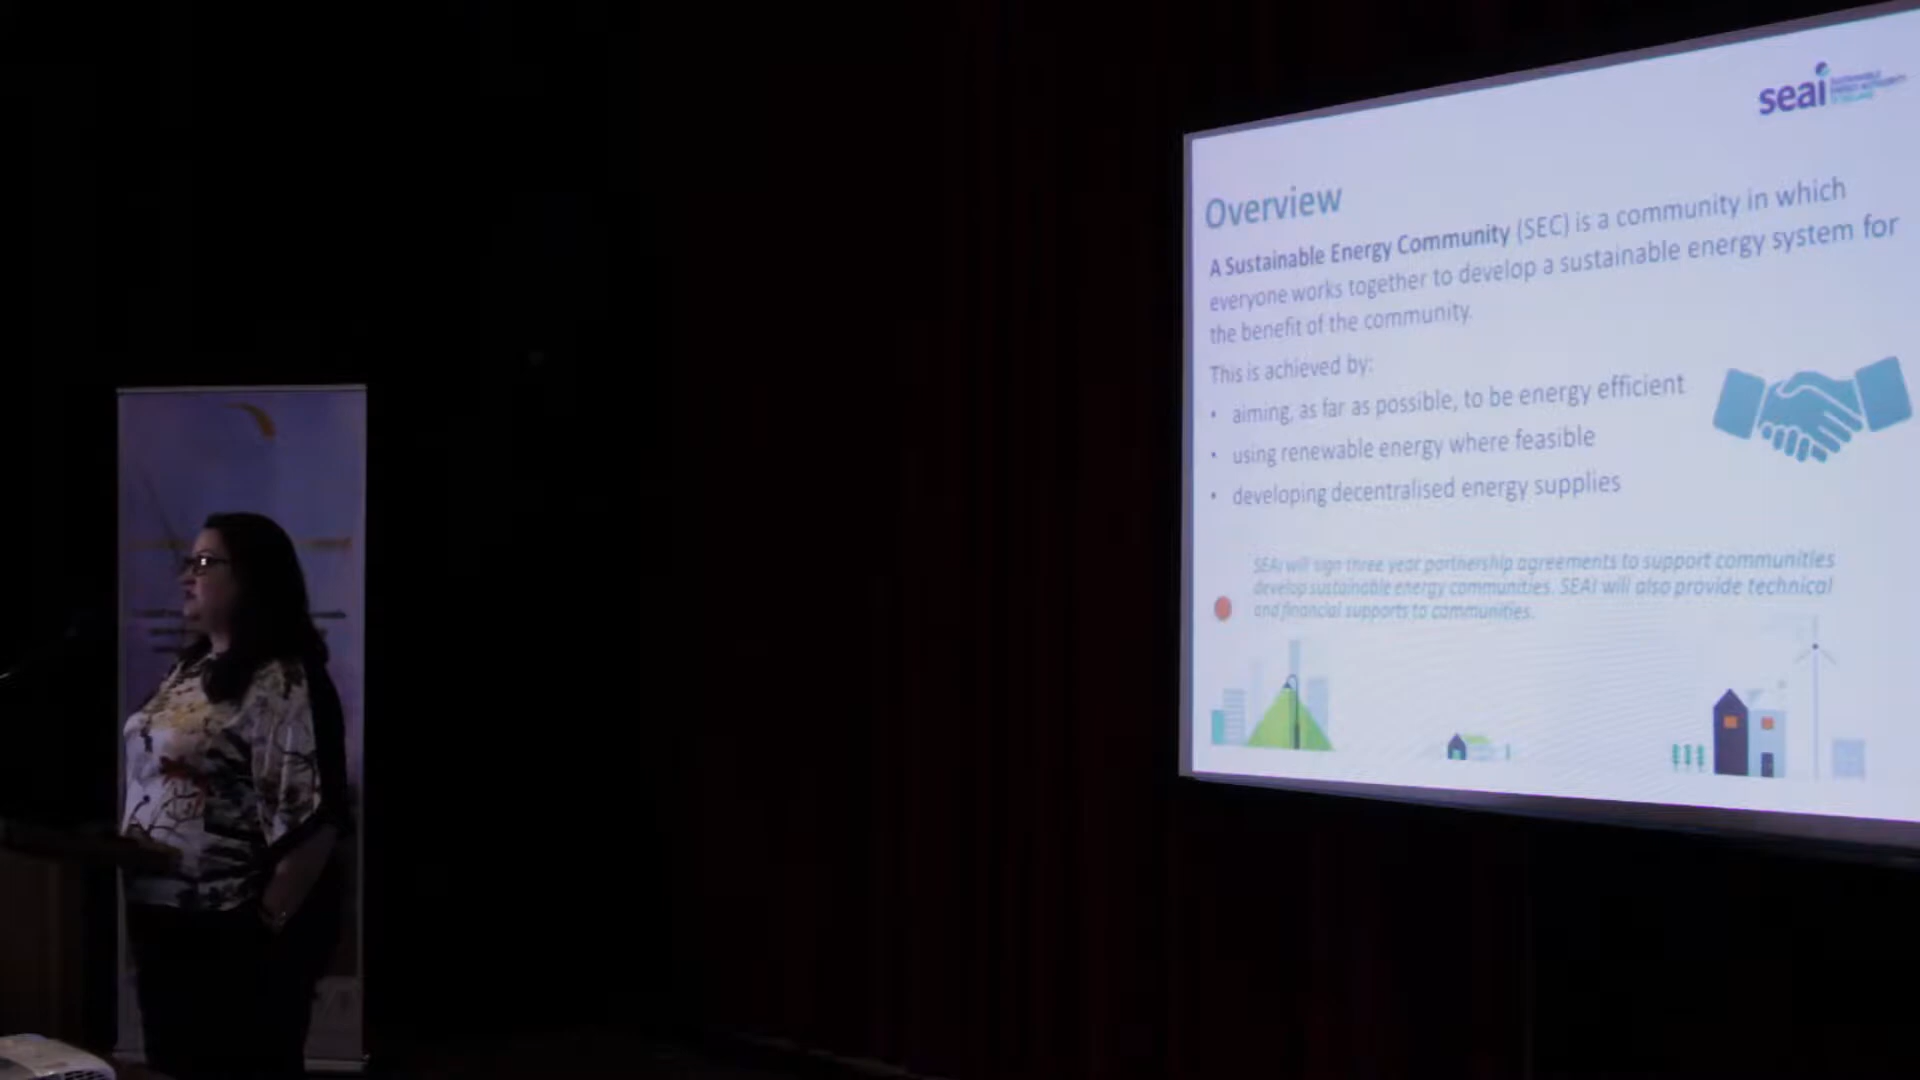 seai
Overview
A Sustainable Energy Community (SEC) is a community in which
everyone works together to develop a sustainable energy system for
the benefit of the community.
This is achieved by:
• aiming, as far as possible, to be energy efficient
• using renewable energy where feasible
• developing decentralised energy supplies
SEAI will sign three year partnership agreements to support communities
develop sustainable energy communities. SEAI will also provide technical
and financial supports to communities.